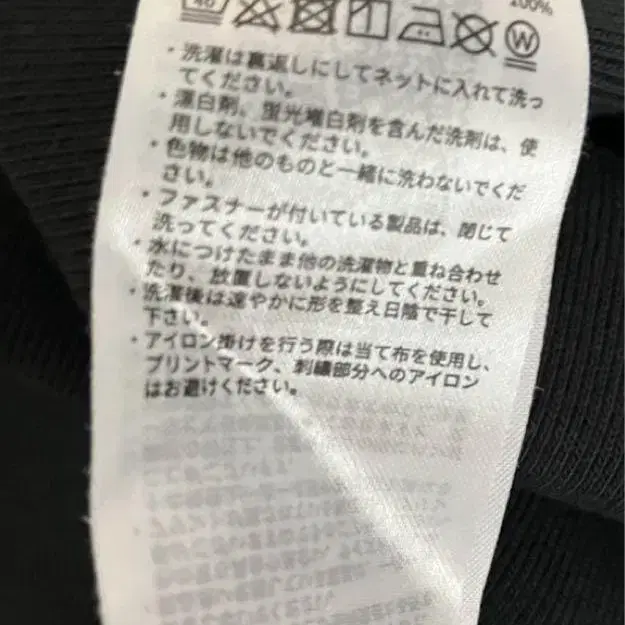 100%
40
W
・洗濯は裏返しにしてネットに入れて洗っ
てください。
・漂白剤、蛍光増白剤を含んだ洗剤は、使
用しないでください。
・色物は他のものと一緒に洗わないでくだ
さい。
・ファスナーが付いている製品は、閉じて
洗ってください。
・水につけたまま他の洗濯物と重ね合わせ
たり、放置しないようにしてください。
・洗濯後は速やかに形を整え日陰で干して
下さい。
・アイロン掛けを行う際は当て布を使用し、
プリントマーク、刺繍部分へのアイロン
はお避けください。